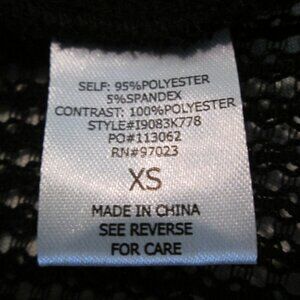 SELF: 95%POLYESTER
5%SPANDEX
CONTRAST: 100%POLYESTER
STYLE#I9083K778
PO#113062
RN#97023
XS
MADE IN CHINA
SEE REVERSE
FOR CARE